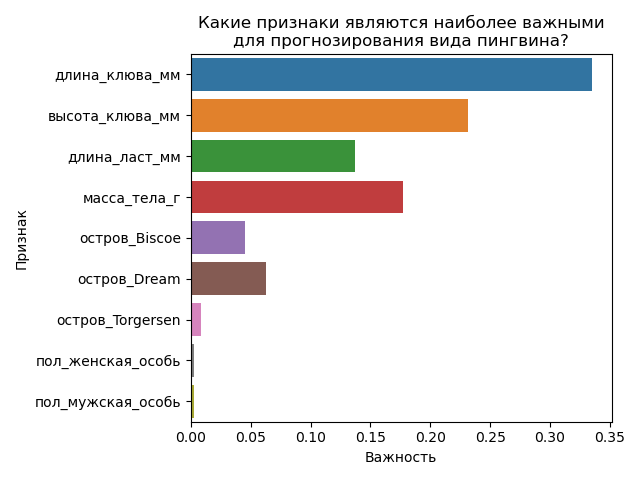 Какие признаки являются наиболее важными
для прогнозирования вида пингвина?
длина_клюва_мм
высота_клюва_мм
длина_ласт_мм
масса_тела_г
остров_Biscoe
остров_Dream
остров_Torgersen
пол_женская_особь
пол_мужская_особь
Признак
0.00 0.05 0.10 0.15 0.20 0.25 0.30 0.35
Важность